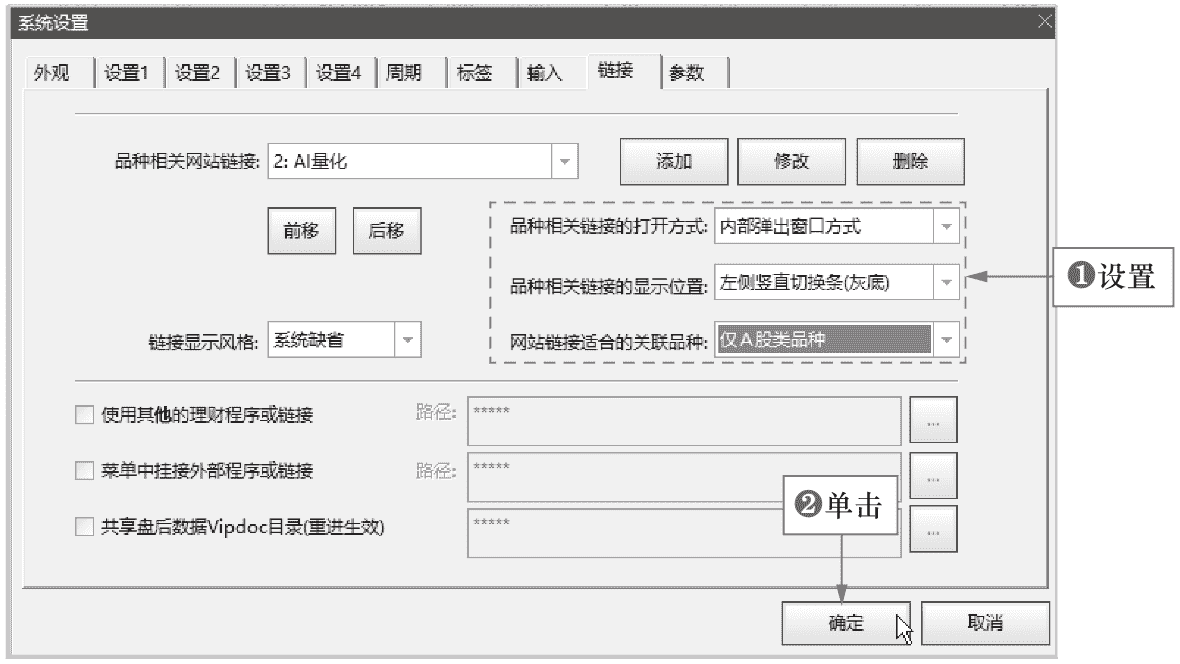 系统设置
外观 设置1 设置2 设置3 设置4 周期 标签 输入 链接 参数
品种相关网站链接: 2: AI量化 添加 修改 删除
前移 后移 品种相关链接的打开方式: 内部弹出窗口方式
❶设置
品种相关链接的显示位置: 左侧竖直切换条(灰底)
链接显示风格: 系统缺省 网站链接适合的关联品种: 仅A股类品种
使用其他的理财程序或链接 路径: ***** ...
菜单中挂接外部程序或链接 路径: ***** ...
❷单击
共享盘后数据Vipdoc目录(重进生效) ***** ...
确定 取消